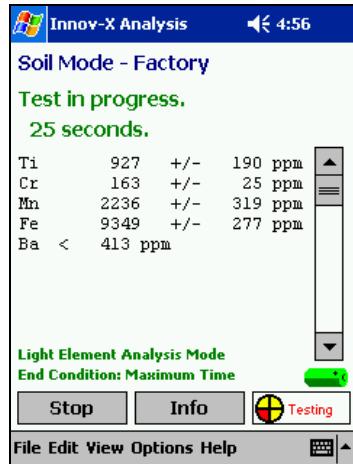 Innov-X Analysis 4:56
Soil Mode - Factory
Test in progress.
25 seconds.
Ti 927 +/- 190 ppm
Cr 163 +/- 25 ppm
Mn 2236 +/- 319 ppm
Fe 9349 +/- 277 ppm
Ba < 413 ppm
Light Element Analysis Mode
End Condition: Maximum Time
Stop Info Testing
File Edit View Options Help